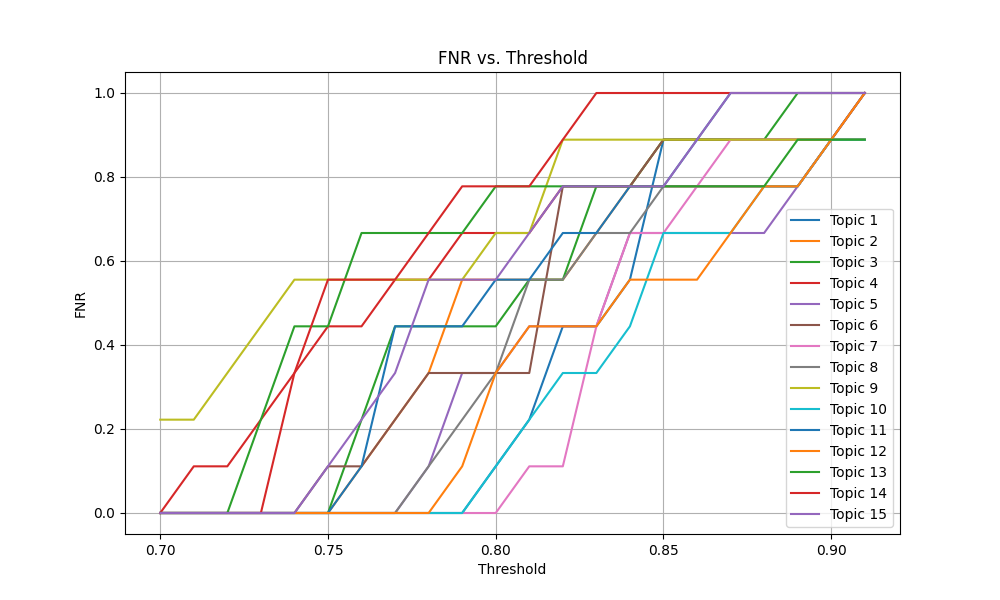 FNR vs. Threshold
1.0
0.8
0.6
0.4
0.2
0.0
FNR
0.70 0.75 0.80 0.85 0.90
Threshold
Topic 1
Topic 2
Topic 3
Topic 4
Topic 5
Topic 6
Topic 7
Topic 8
Topic 9
Topic 10
Topic 11
Topic 12
Topic 13
Topic 14
Topic 15